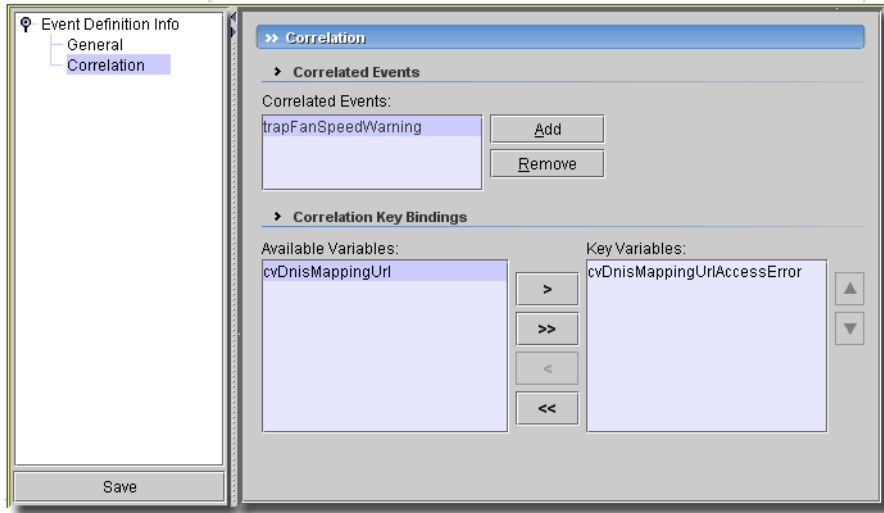 Event Definition Info
General
Correlation
Save
>> Correlation
> Correlated Events
Correlated Events:
trapFanSpeedWarning
Add
Remove
> Correlation Key Bindings
Available Variables:
cvDnisMappingUrl
>
>>
<
<<
Key Variables:
cvDnisMappingUrlAccessError